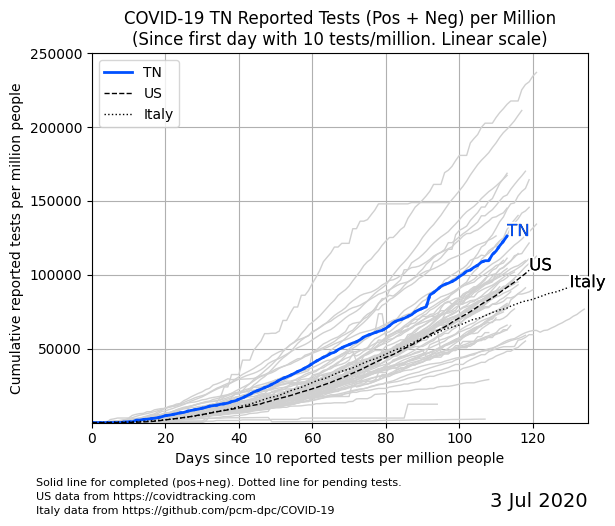 COVID-19 TN Reported Tests (Pos + Neg) per Million
(Since first day with 10 tests/million. Linear scale)
Cumulative reported tests per million people
250000
200000
150000
100000
50000
TN
US
Italy
TN
US
Italy
0 20 40 60 80 100 120
Days since 10 reported tests per million people
Solid line for completed (pos+neg). Dotted line for pending tests.
US data from https://covidtracking.com
Italy data from https://github.com/pcm-dpc/COVID-19
3 Jul 2020